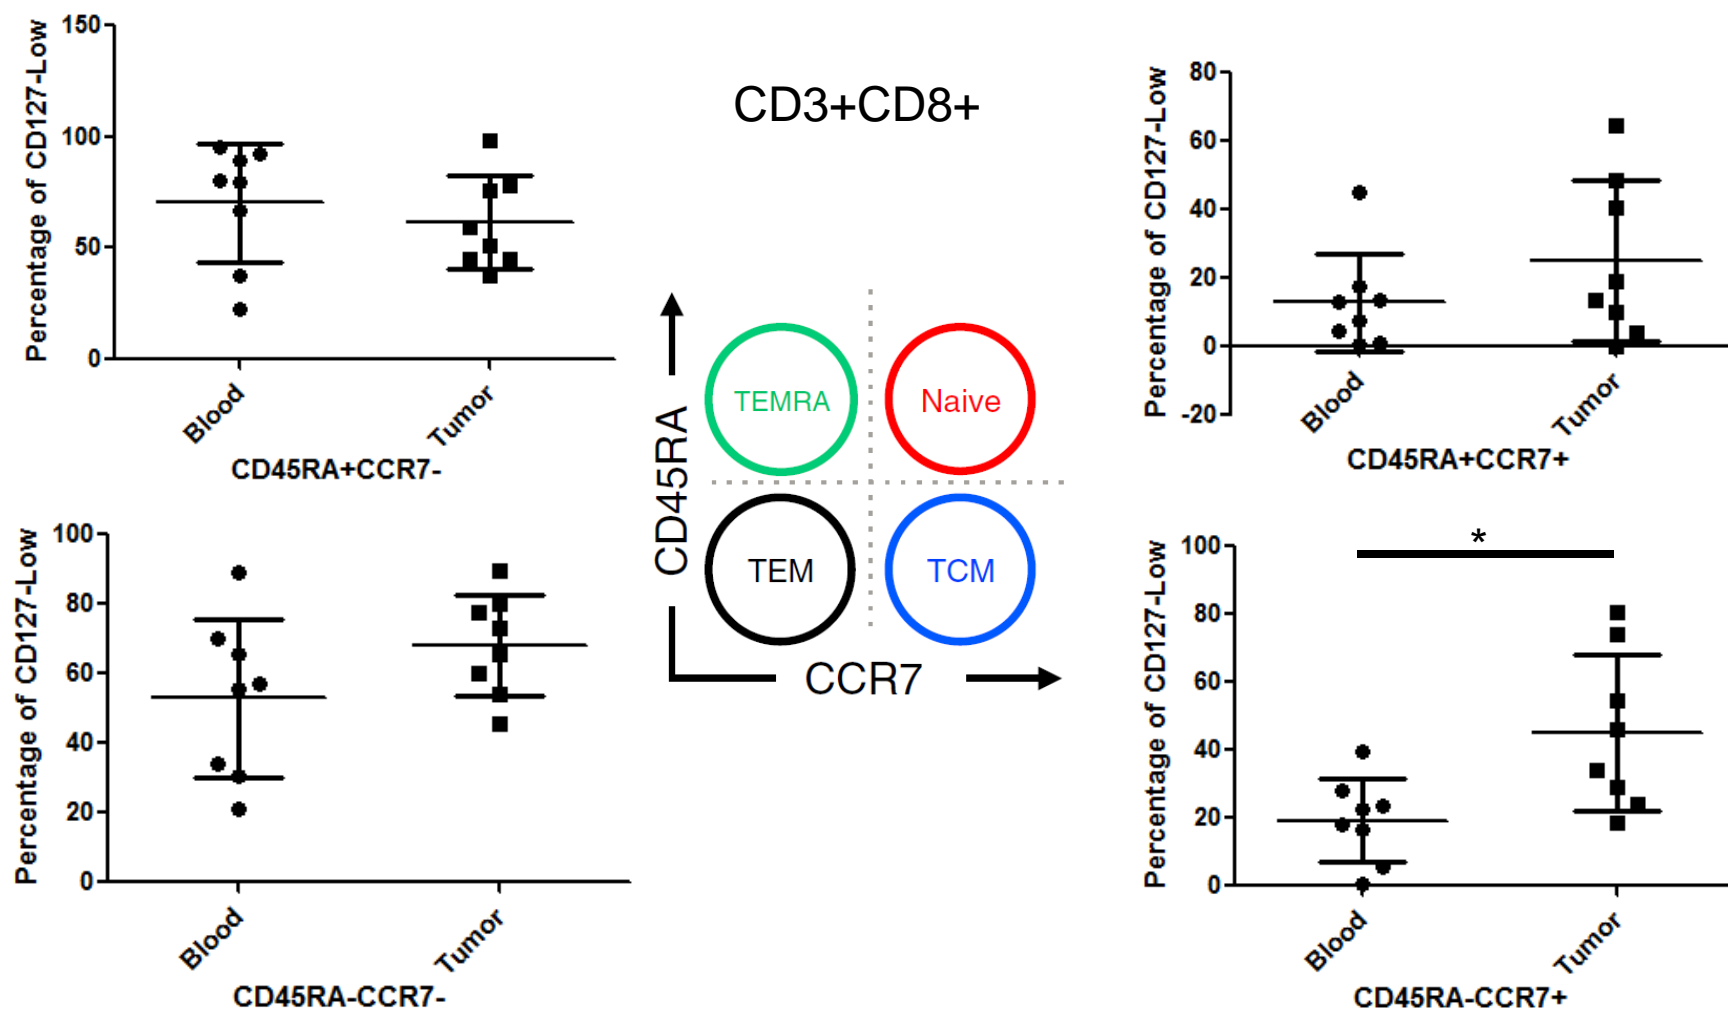 Percentage of CD127-Low
150
100
50
0
Blood
Tumor
CD45RA+CCR7-
CD3+CD8+
Percentage of CD127-Low
80
60
40
20
0
-20
Blood
Tumor
CD45RA+CCR7+
CD45RA
TEMRA
Naive
TEM
TCM
CCR7
Percentage of CD127-Low
100
80
60
40
20
0
Blood
Tumor
CD45RA-CCR7-
Percentage of CD127-Low
100
80
60
40
20
0
*
Blood
Tumor
CD45RA-CCR7+